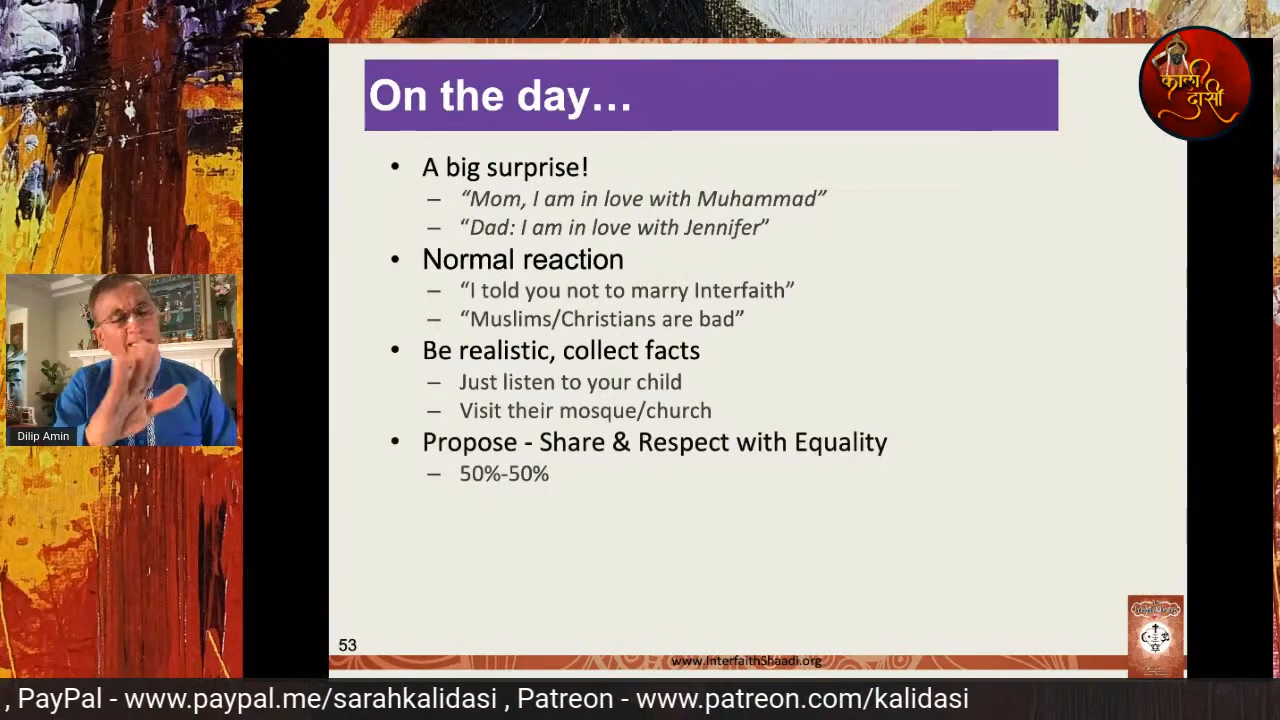 काली
दासी
On the day…
• A big surprise!
– “Mom, I am in love with Muhammad”
– “Dad: I am in love with Jennifer”
• Normal reaction
– “I told you not to marry Interfaith”
– “Muslims/Christians are bad”
• Be realistic, collect facts
– Just listen to your child
– Visit their mosque/church
• Propose - Share & Respect with Equality
– 50%-50%
Dilip Amin
53
www.InterfaithShaadi.org
, PayPal - www.paypal.me/sarahkalidasi , Patreon - www.patreon.com/kalidasi